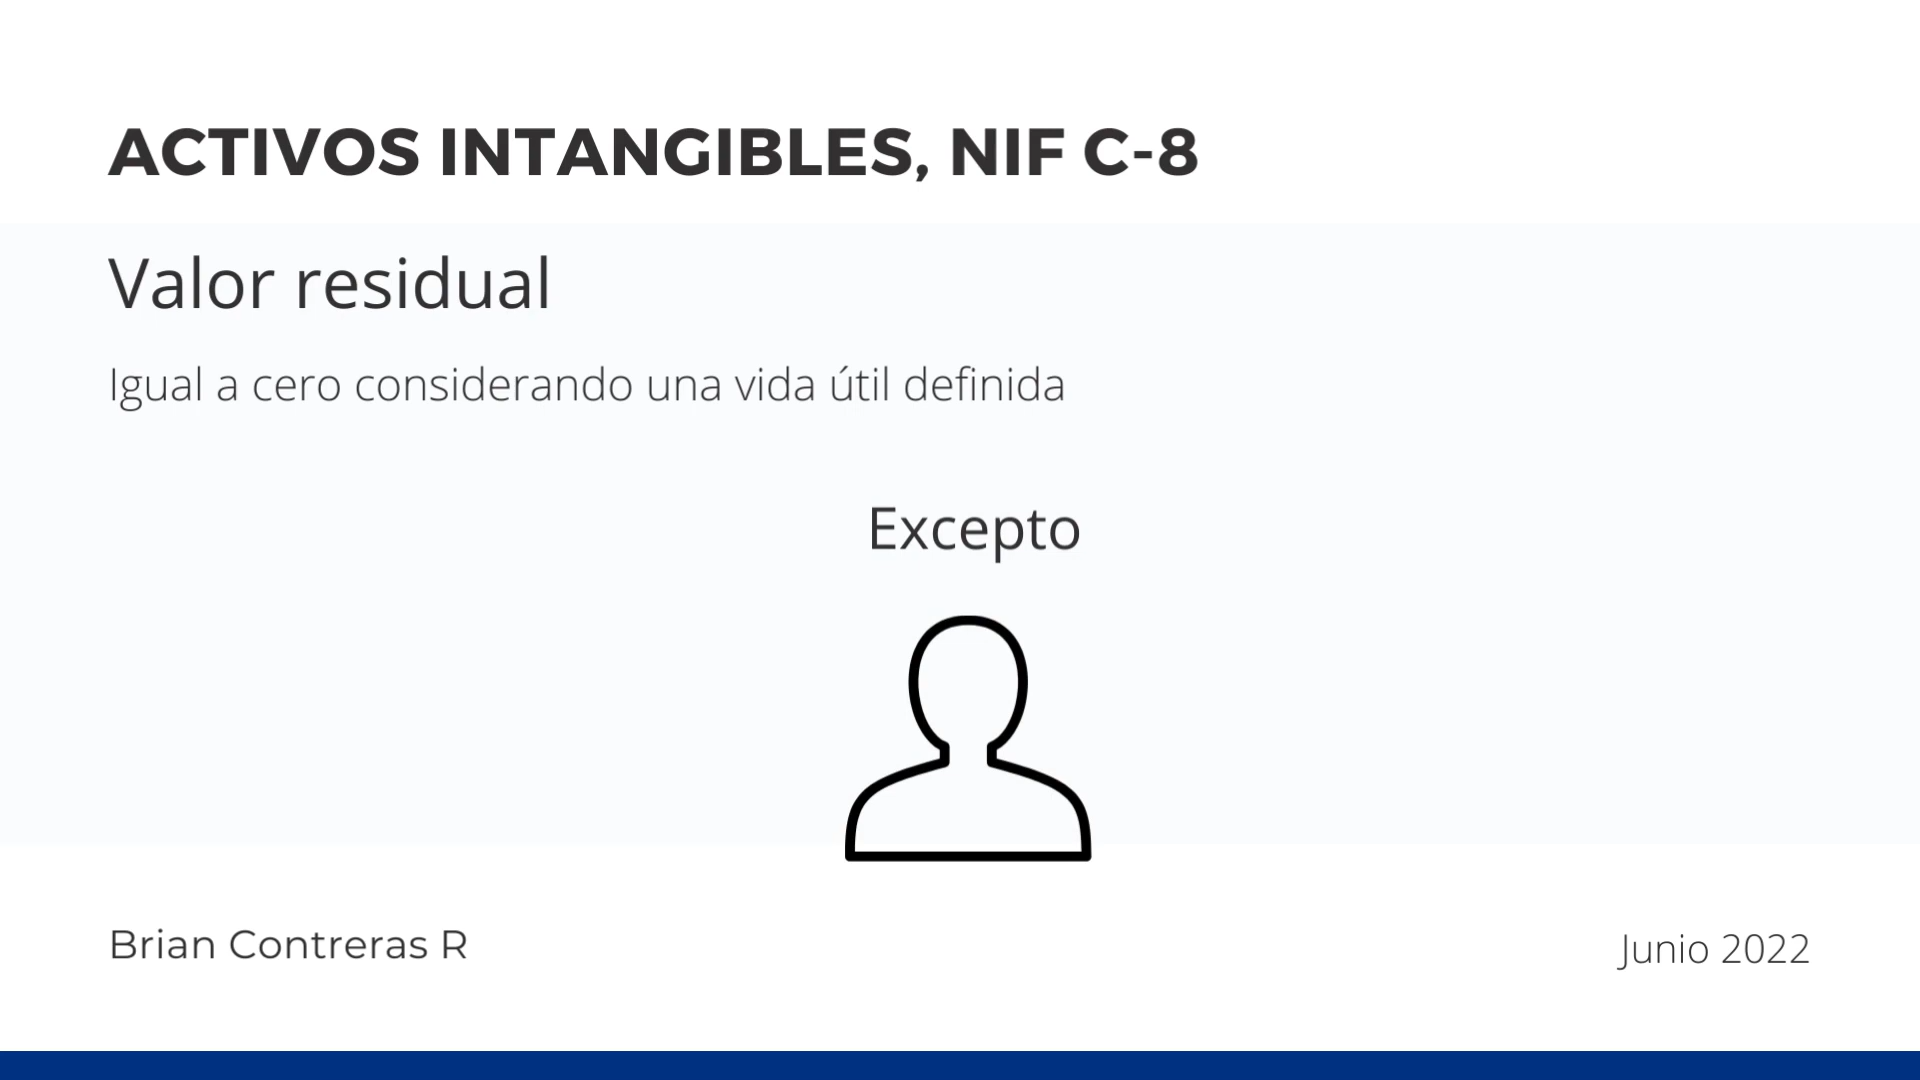 ACTIVOS INTANGIBLES, NIF C-8
Valor residual
Igual a cero considerando una vida útil definida
Excepto
Brian Contreras R
Junio 2022